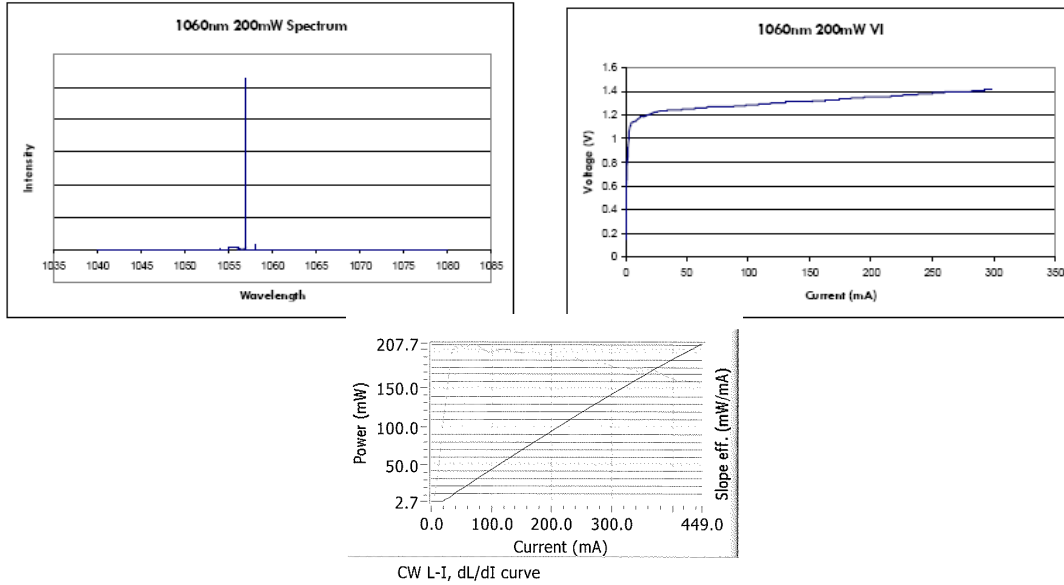 1060nm 200mW Spectrum
Intensity
1035 1040 1045 1050 1055 1060 1065 1070 1075 1080 1085
Wavelength
1060nm 200mW VI
Voltage (V)
1.6
1.4
1.2
1
0.8
0.6
0.4
0.2
0
0 50 100 150 200 250 300 350
Current (mA)
Power (mW)
207.7
150.0
100.0
50.0
2.7
0.0 100.0 200.0 300.0 449.0
Current (mA)
Slope eff. (mW/mA)
CW L-I, dL/dI curve